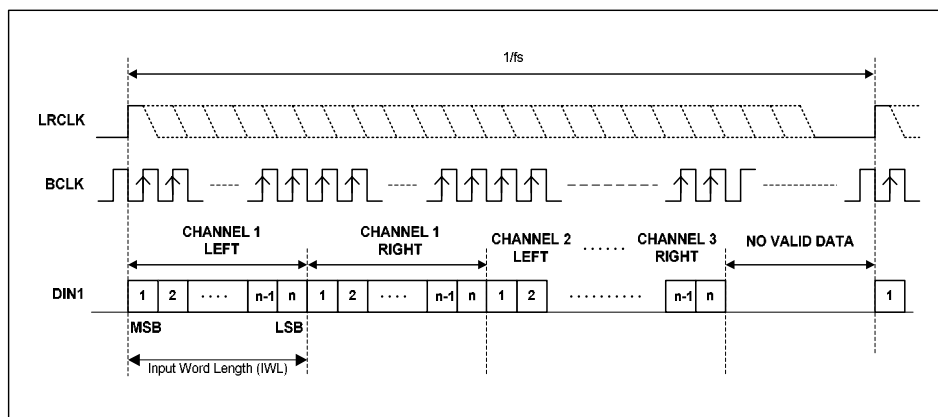 1/fs
LRCLK
BCLK
CHANNEL 1 LEFT
CHANNEL 1 RIGHT
CHANNEL 2 LEFT
CHANNEL 3 RIGHT
NO VALID DATA
DIN1 1 2 n-1 n 1 2 n-1 n 1 2 n-1 n 1
MSB LSB
Input Word Length (IWL)